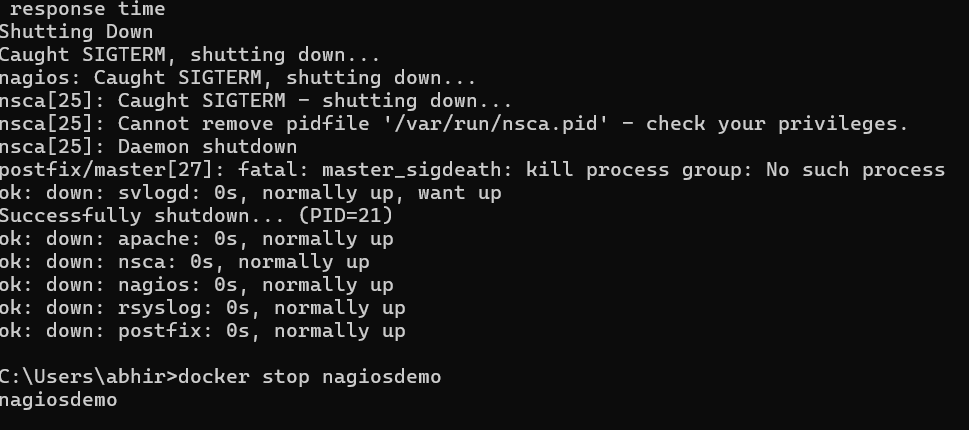 response time
Shutting Down
Caught SIGTERM, shutting down...
nagios: Caught SIGTERM, shutting down...
nsca[25]: Caught SIGTERM - shutting down...
nsca[25]: Cannot remove pidfile '/var/run/nsca.pid' - check your privileges.
nsca[25]: Daemon shutdown
postfix/master[27]: fatal: master_sigdeath: kill process group: No such process
ok: down: svlogd: 0s, normally up, want up
Successfully shutdown... (PID=21)
ok: down: apache: 0s, normally up
ok: down: nsca: 0s, normally up
ok: down: nagios: 0s, normally up
ok: down: rsyslog: 0s, normally up
ok: down: postfix: 0s, normally up
C:\Users\abhir>docker stop nagiosdemo
nagiosdemo